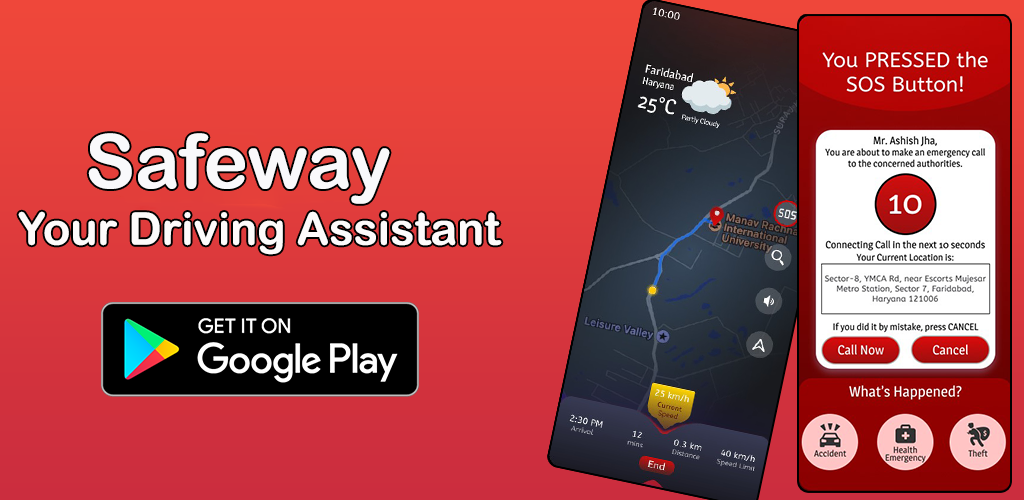 Safeway
Your Driving Assistant
GET IT ON
Google Play
10:00
Faridabad
Haryana
25°C
Partly Cloudy
SOS
Manav Rachna
International
University
Leisure Valley
25 km/h
Current
Speed
2:30 PM
Arrival
12
mins
0.3 km
Distance
40 km/h
Speed Limit
End
You PRESSED the
SOS Button!
Mr. Ashish Jha,
You are about to make an emergency call
to the concerned authorities.
10
Connecting Call in the next 10 seconds
Your Current Location is:
Sector-8, YMCA Rd, near Escorts Mujesar
Metro Station, Sector 7, Faridabad,
Haryana 121006
If you did it by mistake, press CANCEL
Call Now
Cancel
What's Happened?
Accident
Health
Emergency
Theft